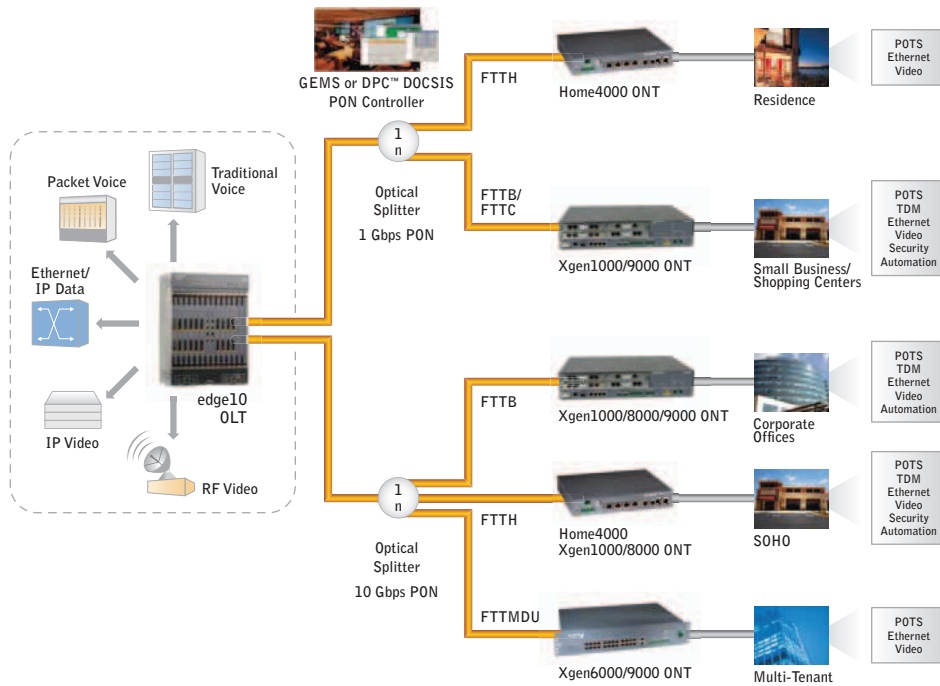 GEMS or DPC™ DOCSIS
PON Controller
FTTH
Home4000 ONT
Residence
POTS
Ethernet
Video
1
n
Optical
Splitter
1 Gbps PON
FTTB/
FTTC
Xgen1000/9000 ONT
Small Business/
Shopping Centers
POTS
TDM
Ethernet
Video
Security
Automation
Packet Voice
Traditional
Voice
Ethernet/
IP Data
edge10
OLT
IP Video
RF Video
FTTB
Xgen1000/8000/9000 ONT
Corporate
Offices
POTS
TDM
Ethernet
Video
Automation
1
n
Optical
Splitter
10 Gbps PON
FTTH
Home4000
Xgen1000/8000 ONT
SOHO
POTS
TDM
Ethernet
Video
Security
Automation
FTTMDU
Xgen6000/9000 ONT
Multi-Tenant
POTS
Ethernet
Video